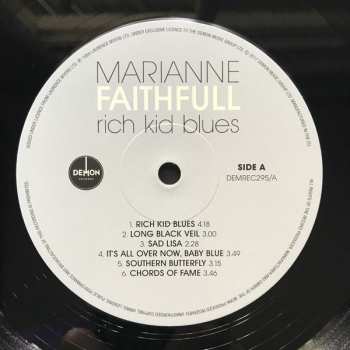 MARIANNE
FAITHFULL
rich kid blues
SIDE A
DEMREC295/A
DEMON
RECORDS
1. RICH KID BLUES 4.18
2. LONG BLACK VEIL 3.00
3. SAD LISA 2.28
4. IT'S ALL OVER NOW, BABY BLUE 3.49
5. SOUTHERN BUTTERFLY 3.15
6. CHORDS OF FAME 3.46